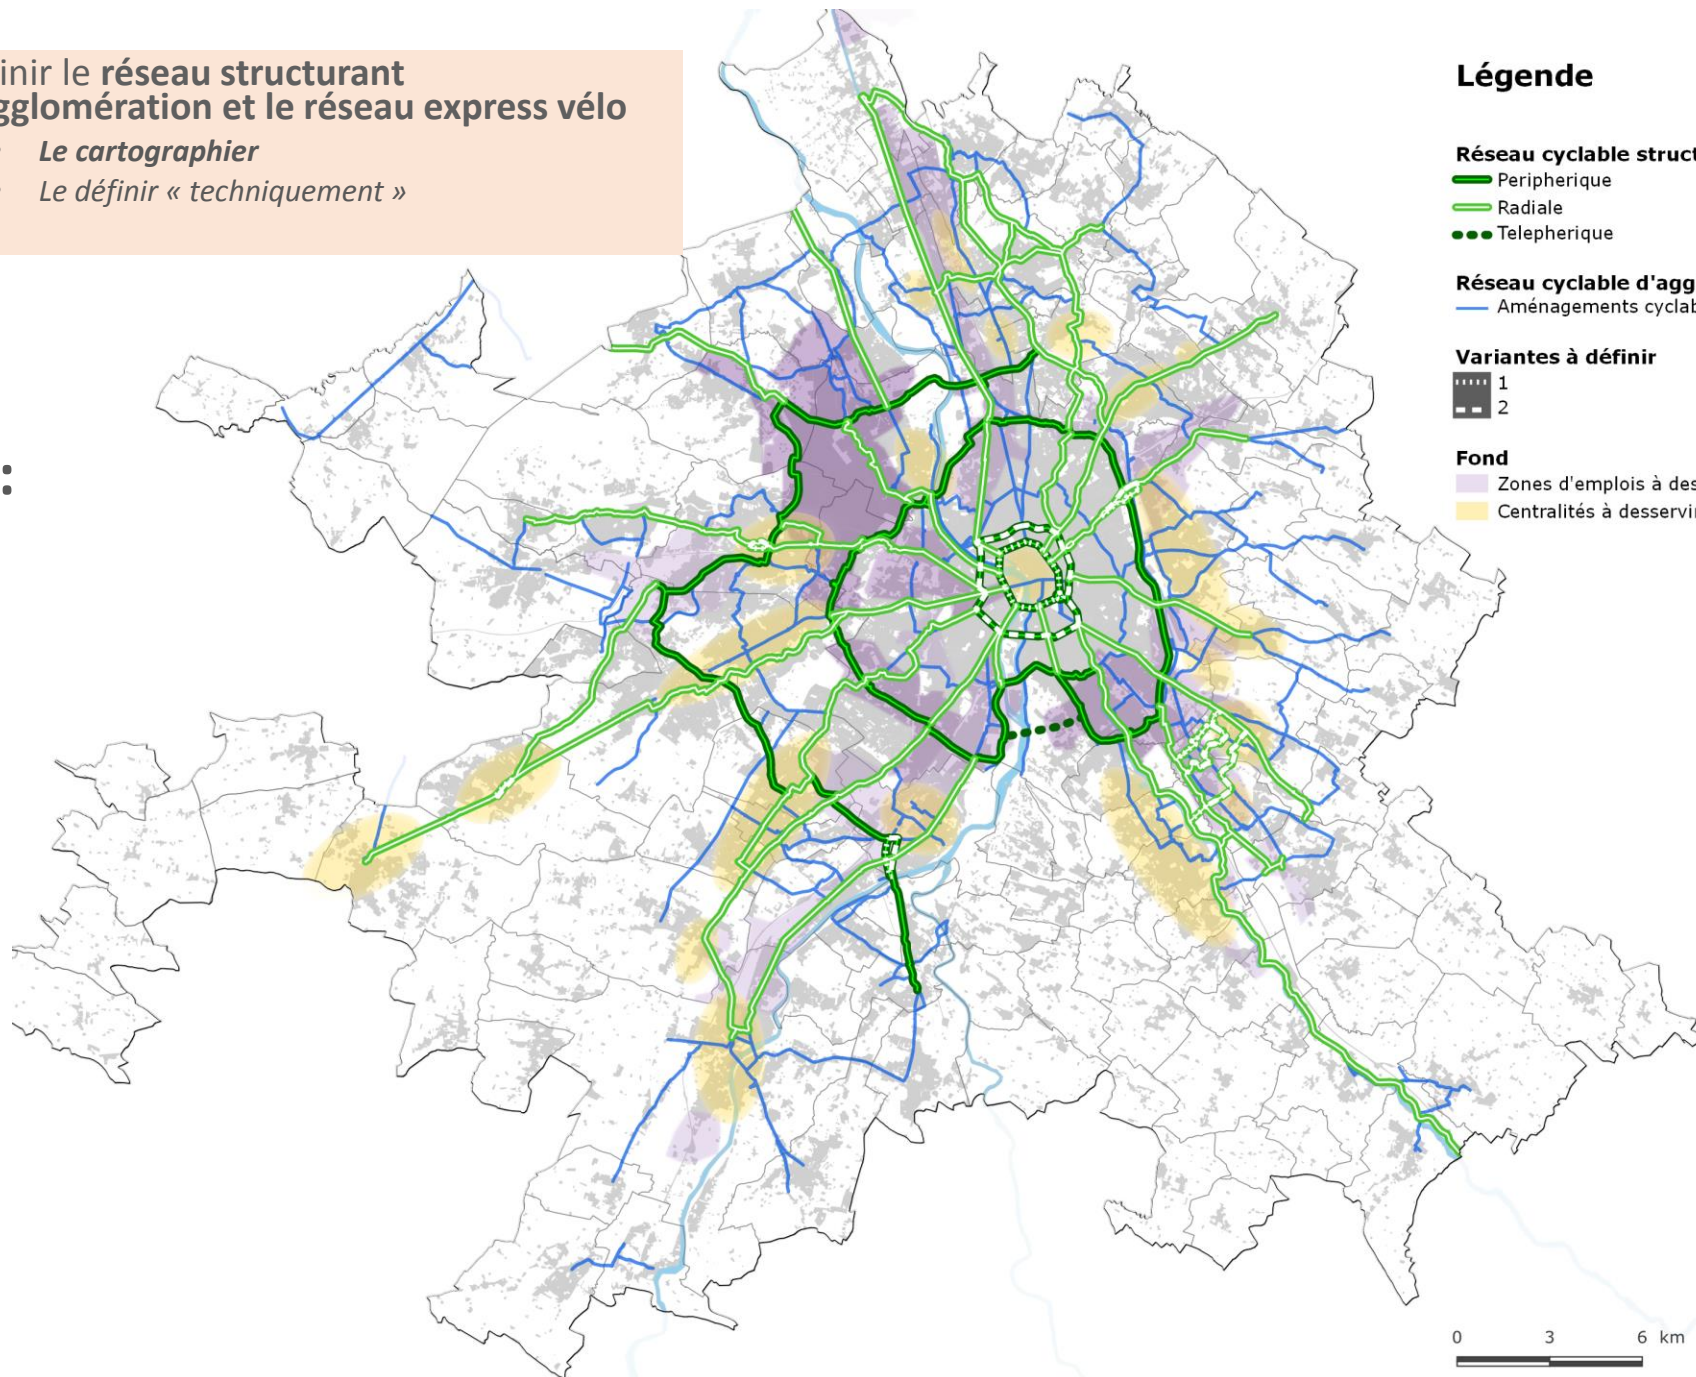 inir le réseau structurant
gglomération et le réseau express vélo
Le cartographier
Le définir « techniquement »
:
Légende
Réseau cyclable struct
Peripherique
Radiale
Telepherique
Réseau cyclable d'agg
Aménagements cyclab
Variantes à définir
1
2
Fond
Zones d'emplois à des
Centralités à desservir
0 3 6 km